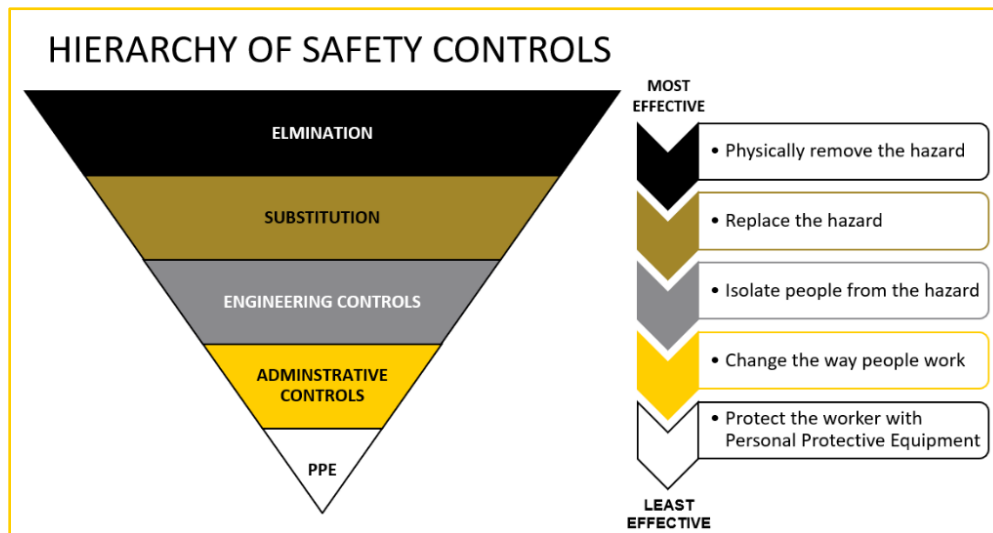 HIERARCHY OF SAFETY CONTROLS
ELMINATION
SUBSTITUTION
ENGINEERING CONTROLS
ADMINSTRATIVE
CONTROLS
PPE
MOST
EFFECTIVE
• Physically remove the hazard
• Replace the hazard
• Isolate people from the hazard
• Change the way people work
• Protect the worker with
Personal Protective Equipment
LEAST
EFFECTIVE